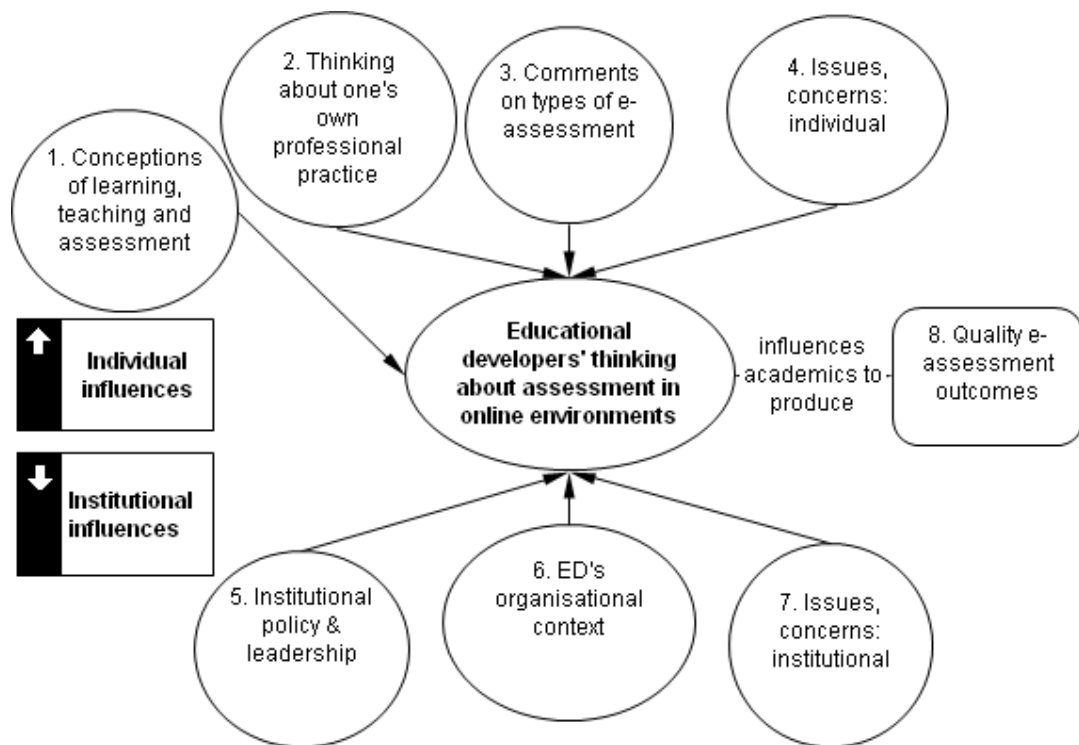 2. Thinking
about one's
own
professional
practice
3. Comments
on types of e-
assessment
4. Issues,
concerns:
individual
1. Conceptions
of learning,
teaching and
assessment
Individual
influences
Institutional
influences
Educational
developers' thinking
about assessment in
online environments
influences
academics to
produce
8. Quality e-
assessment
outcomes
5. Institutional
policy &
leadership
6. ED's
organisational
context
7. Issues,
concerns:
institutional